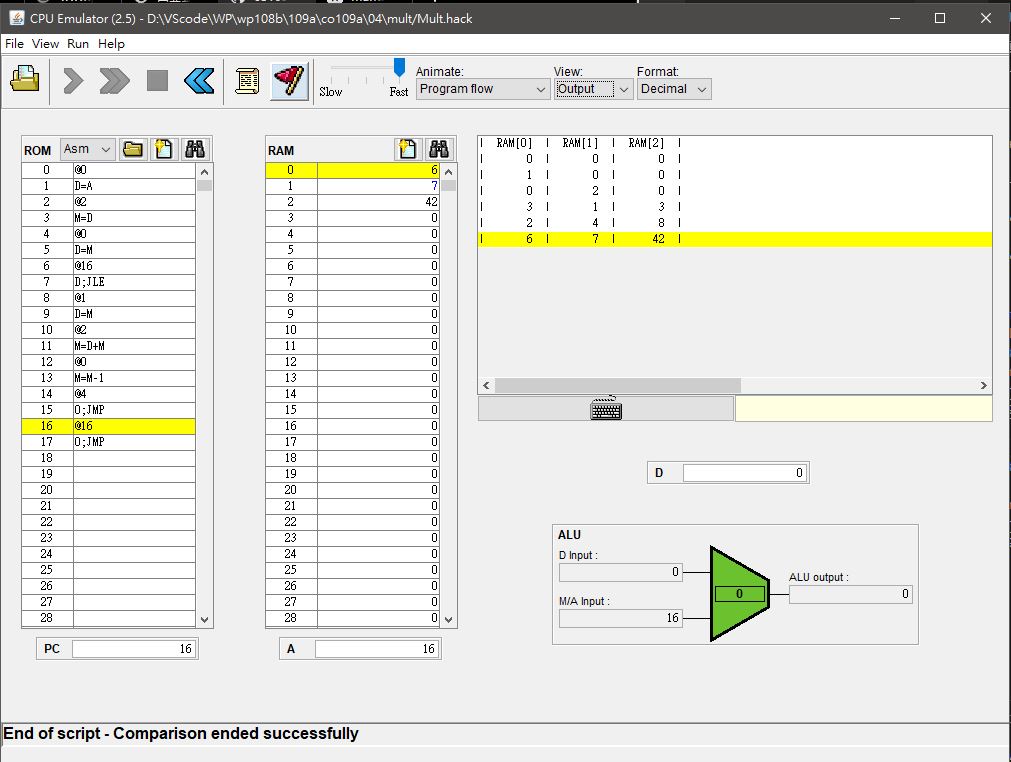 CPU Emulator (2.5) - D:\VScode\WP\wp108b\109a\co109a\04\mult/Mult.hack
File View Run Help
Slow Fast
Animate: View: Format:
Program flow Output Decimal
ROM Asm
0 @0
1 D=A
2 @2
3 M=D
4 @0
5 D=M
6 @16
7 D;JLE
8 @1
9 D=M
10 @2
11 M=D+M
12 @0
13 M=M-1
14 @4
15 0;JMP
16 @16
17 0;JMP
18
19
20
21
22
23
24
25
26
27
28
PC 16
RAM
0 6
1 7
2 42
3 0
4 0
5 0
6 0
7 0
8 0
9 0
10 0
11 0
12 0
13 0
14 0
15 0
16 0
17 0
18 0
19 0
20 0
21 0
22 0
23 0
24 0
25 0
26 0
27 0
28 0
A 16
| RAM[0] | RAM[1] | RAM[2] |
| 0 | 0 | 0 |
| 1 | 0 | 0 |
| 0 | 2 | 0 |
| 3 | 1 | 3 |
| 2 | 4 | 8 |
| 6 | 7 | 42 |
D 0
ALU
D Input :
0
M/A Input :
16
0
ALU output :
0
End of script - Comparison ended successfully